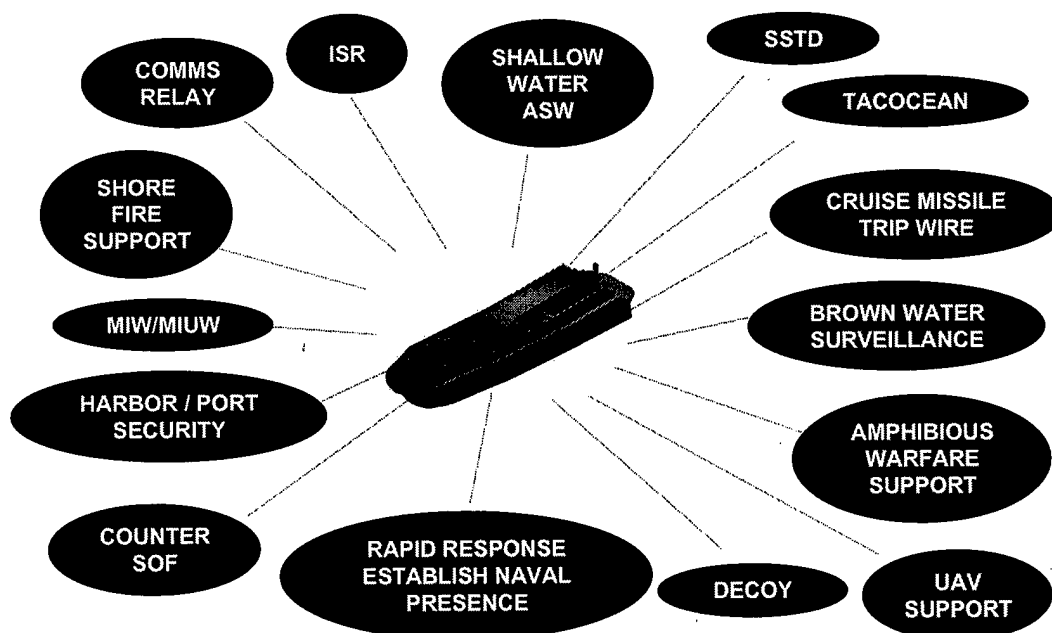 COMMS
RELAY
ISR
SHALLOW
WATER
ASW
SSTD
TACOCEAN
SHORE
FIRE
SUPPORT
CRUISE MISSILE
TRIP WIRE
MIW/MIUW
BROWN WATER
SURVEILLANCE
HARBOR / PORT
SECURITY
AMPHIBIOUS
WARFARE
SUPPORT
COUNTER
SOF
RAPID RESPONSE
ESTABLISH NAVAL
PRESENCE
DECOY
UAV
SUPPORT